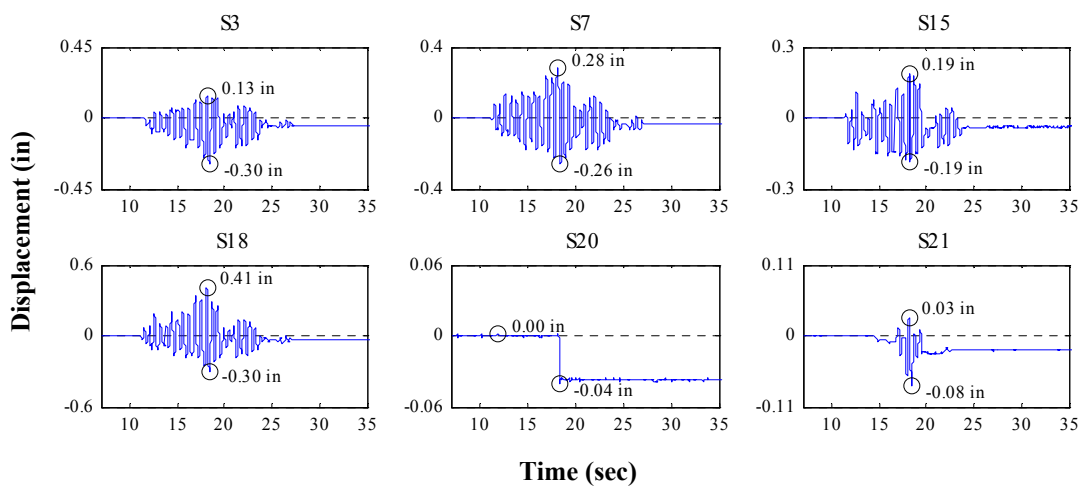 S3 S7 S15
0.45 0.4 0.3
0.13 in 0.28 in 0.19 in
0 0 0
-0.30 in -0.26 in -0.19 in
-0.45 -0.4 -0.3
10 15 20 25 30 35 10 15 20 25 30 35 10 15 20 25 30 35
Displacement (in)
S18 S20 S21
0.6 0.06 0.11
0.41 in 0.00 in 0.03 in
0 0 0
-0.30 in -0.04 in -0.08 in
-0.6 -0.06 -0.11
10 15 20 25 30 35 10 15 20 25 30 35 10 15 20 25 30 35
Time (sec)